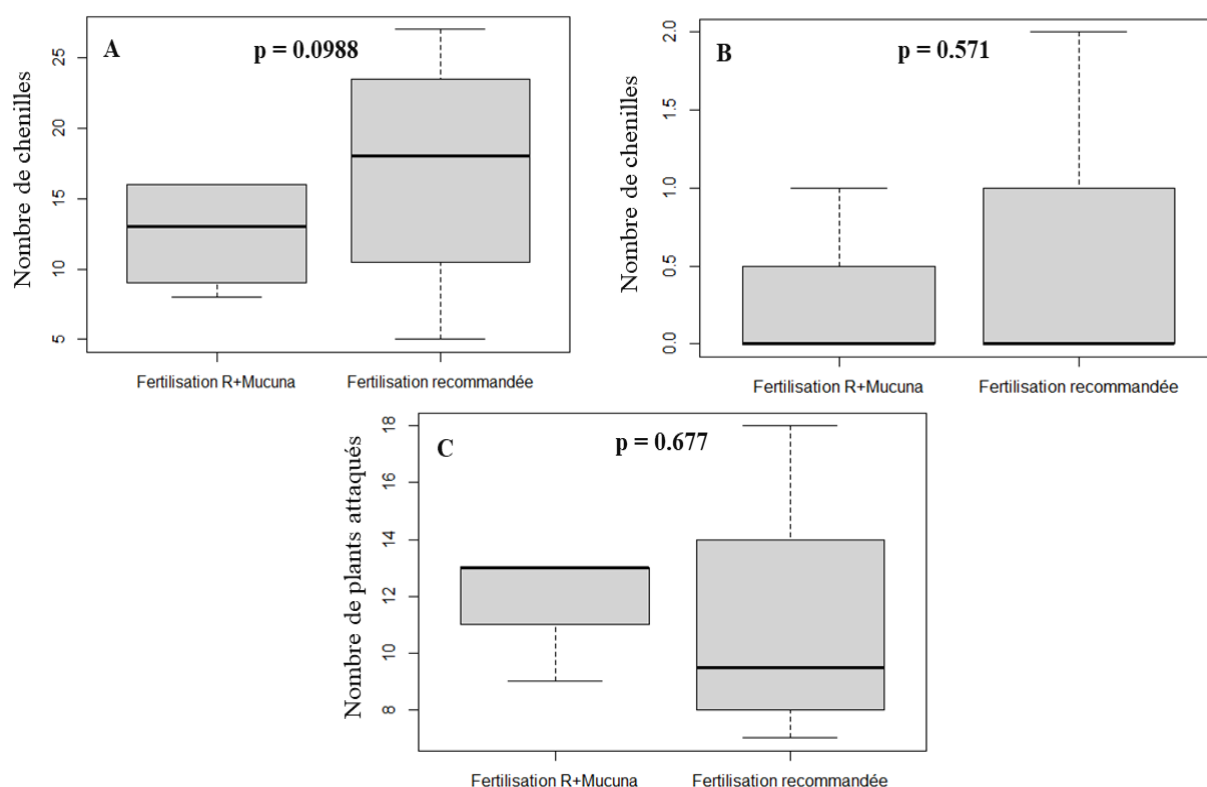 A
p = 0.0988
Nombre de chenilles
25
20
15
10
5
Fertilisation R+Mucuna
Fertilisation recommandée
B
p = 0.571
Nombre de chenilles
2.0
1.5
1.0
0.5
0.0
Fertilisation R+Mucuna
Fertilisation recommandée
C
p = 0.677
Nombre de plants attaqués
18
16
14
12
10
8
Fertilisation R+Mucuna
Fertilisation recommandée